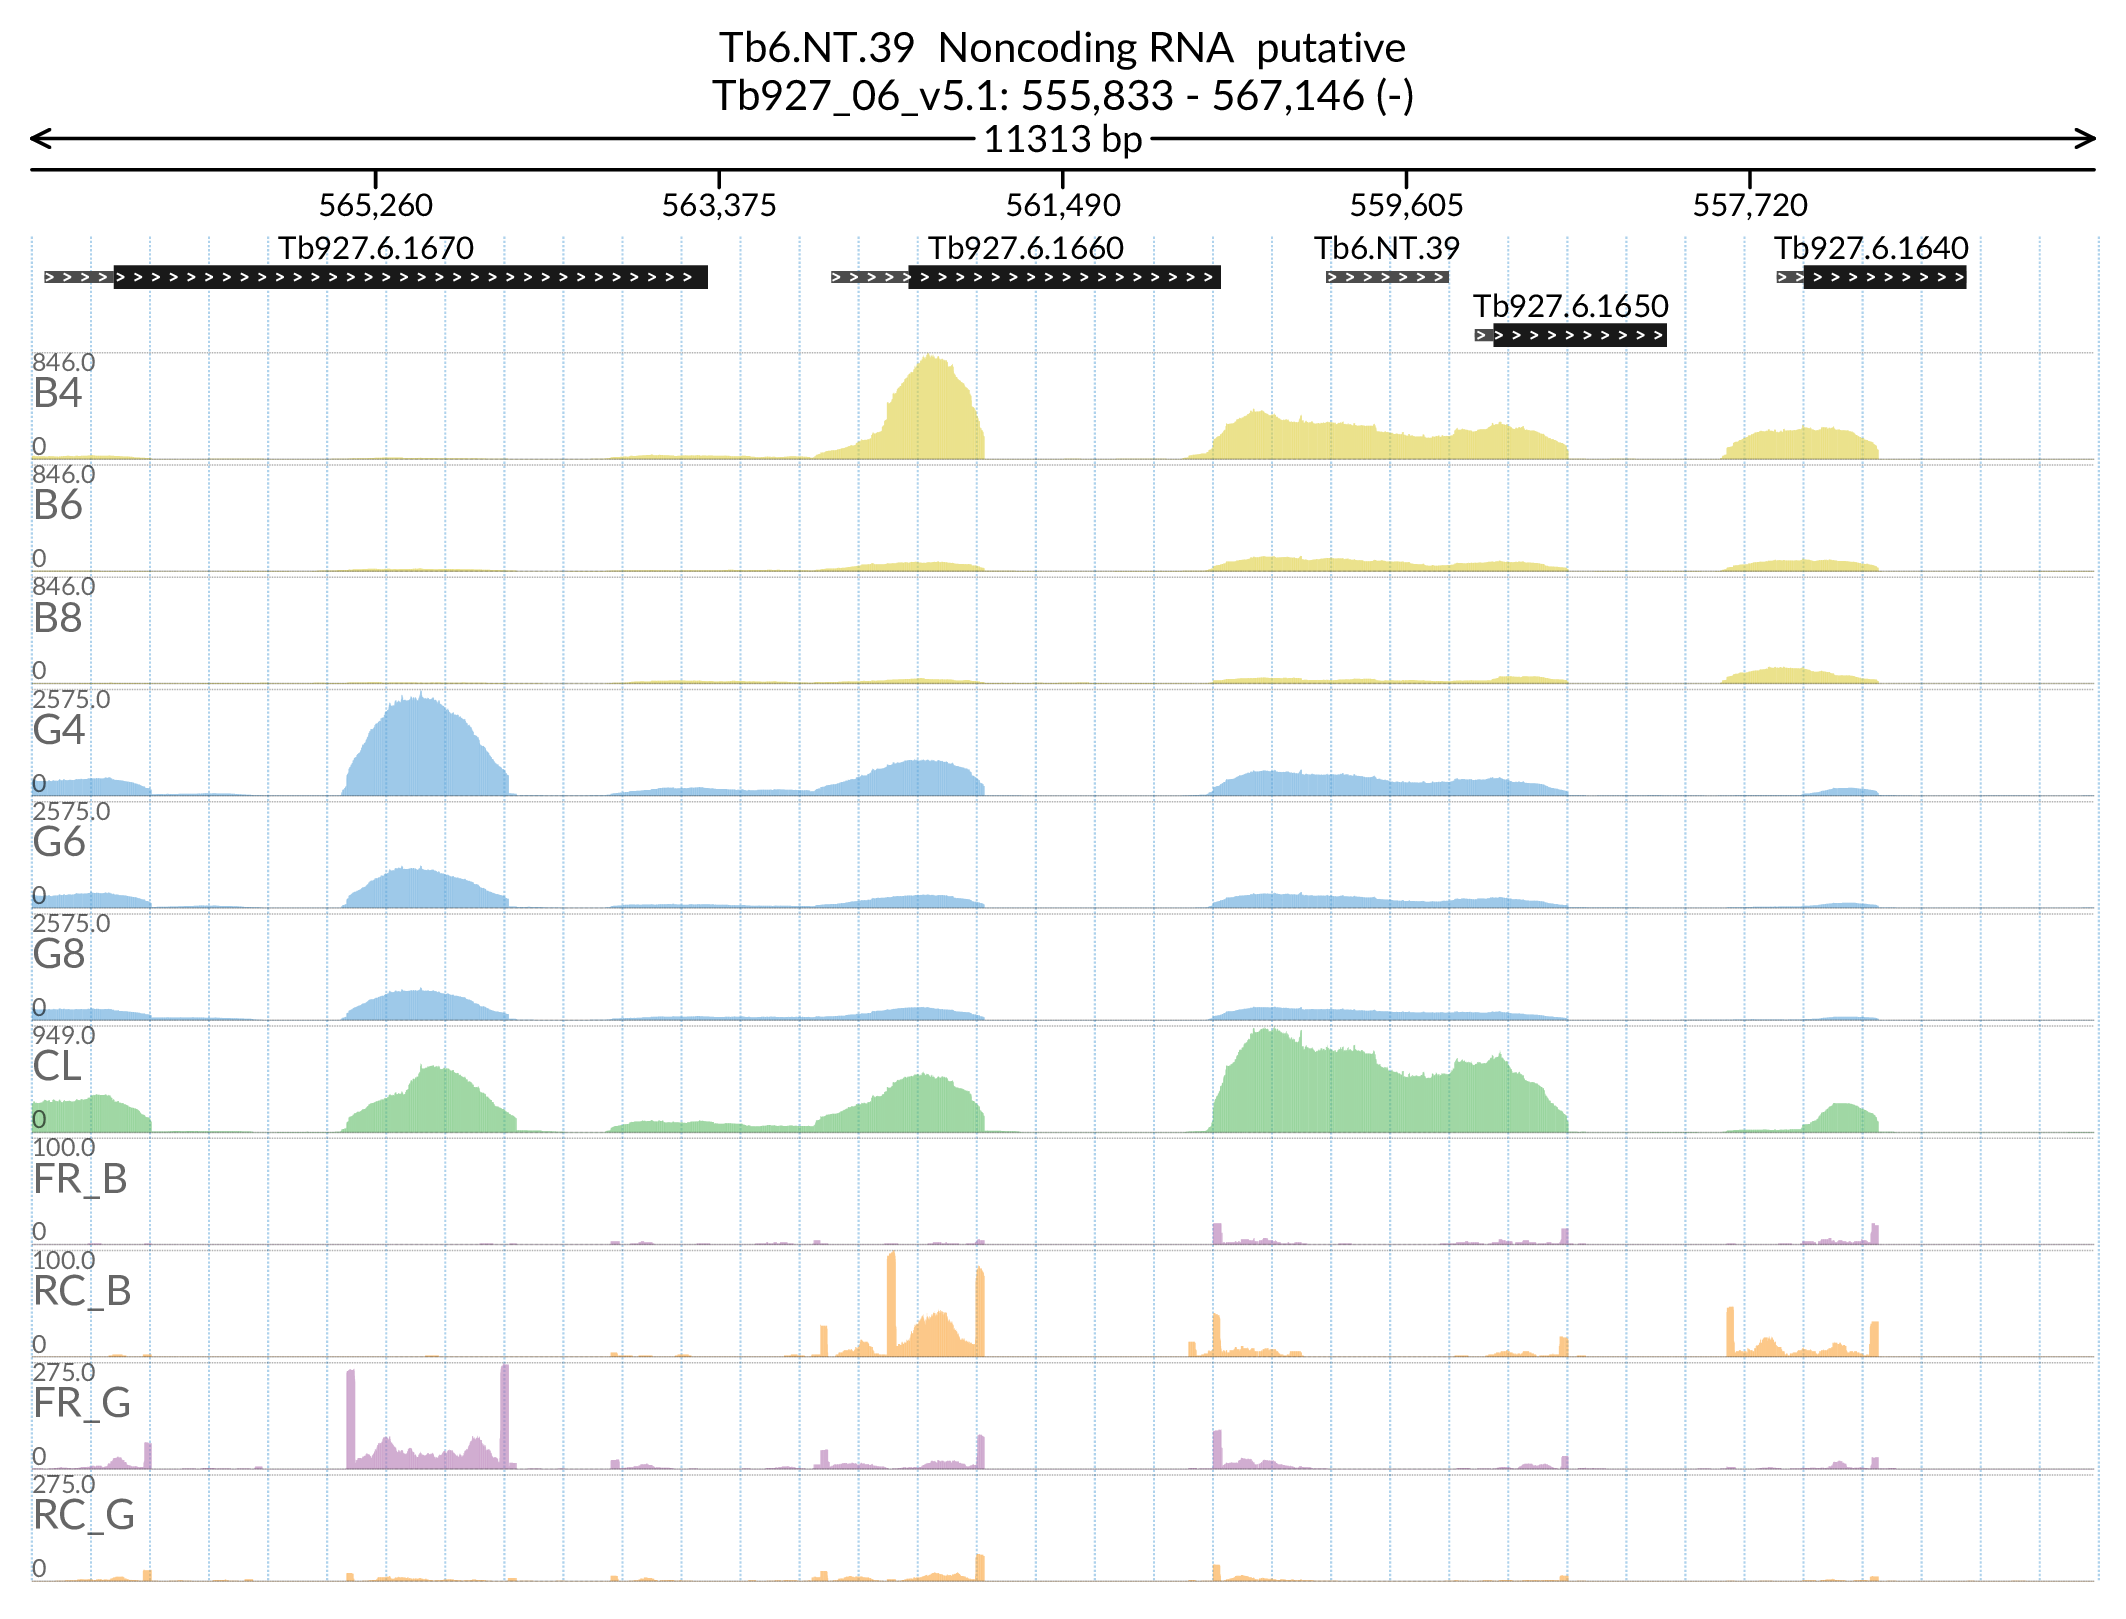 Tb6.NT.39 Noncoding RNA putative
Tb927_06_v5.1: 555,833 - 567,146 (-)
11313 bp
565,260 563,375 561,490 559,605 557,720
Tb927.6.1670 Tb927.6.1660 Tb6.NT.39 Tb927.6.1640
Tb927.6.1650
846.0
B4
0
846.0
B6
0
846.0
B8
0
2575.0
G4
0
2575.0
G6
0
2575.0
G8
0
949.0
CL
0
100.0
FR_B
0
100.0
RC_B
0
275.0
FR_G
0
275.0
RC_G
0